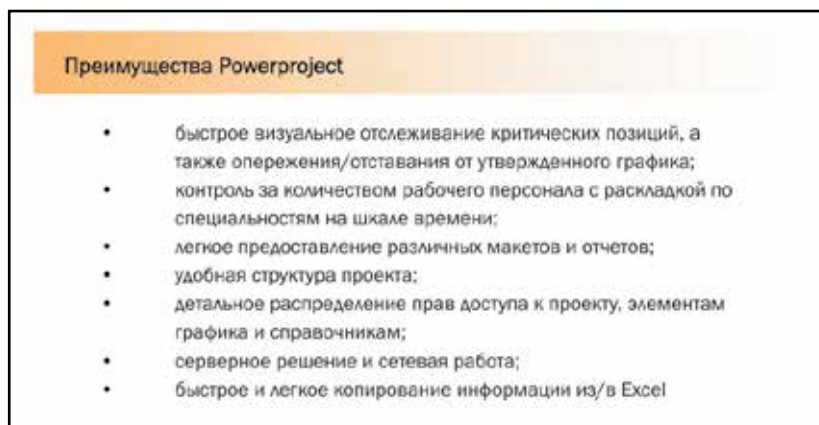 Преимущества Powerproject
• быстрое визуальное отслеживание критических позиций, а
также опережения/отставания от утвержденного графика;
• контроль за количеством рабочего персонала с раскладкой по
специальностям на шкале времени;
• легкое предоставление различных макетов и отчетов;
• удобная структура проекта;
• детальное распределение прав доступа к проекту, элементам
графика и справочникам;
• серверное решение и сетевая работа;
• быстрое и легкое копирование информации из/в Excel